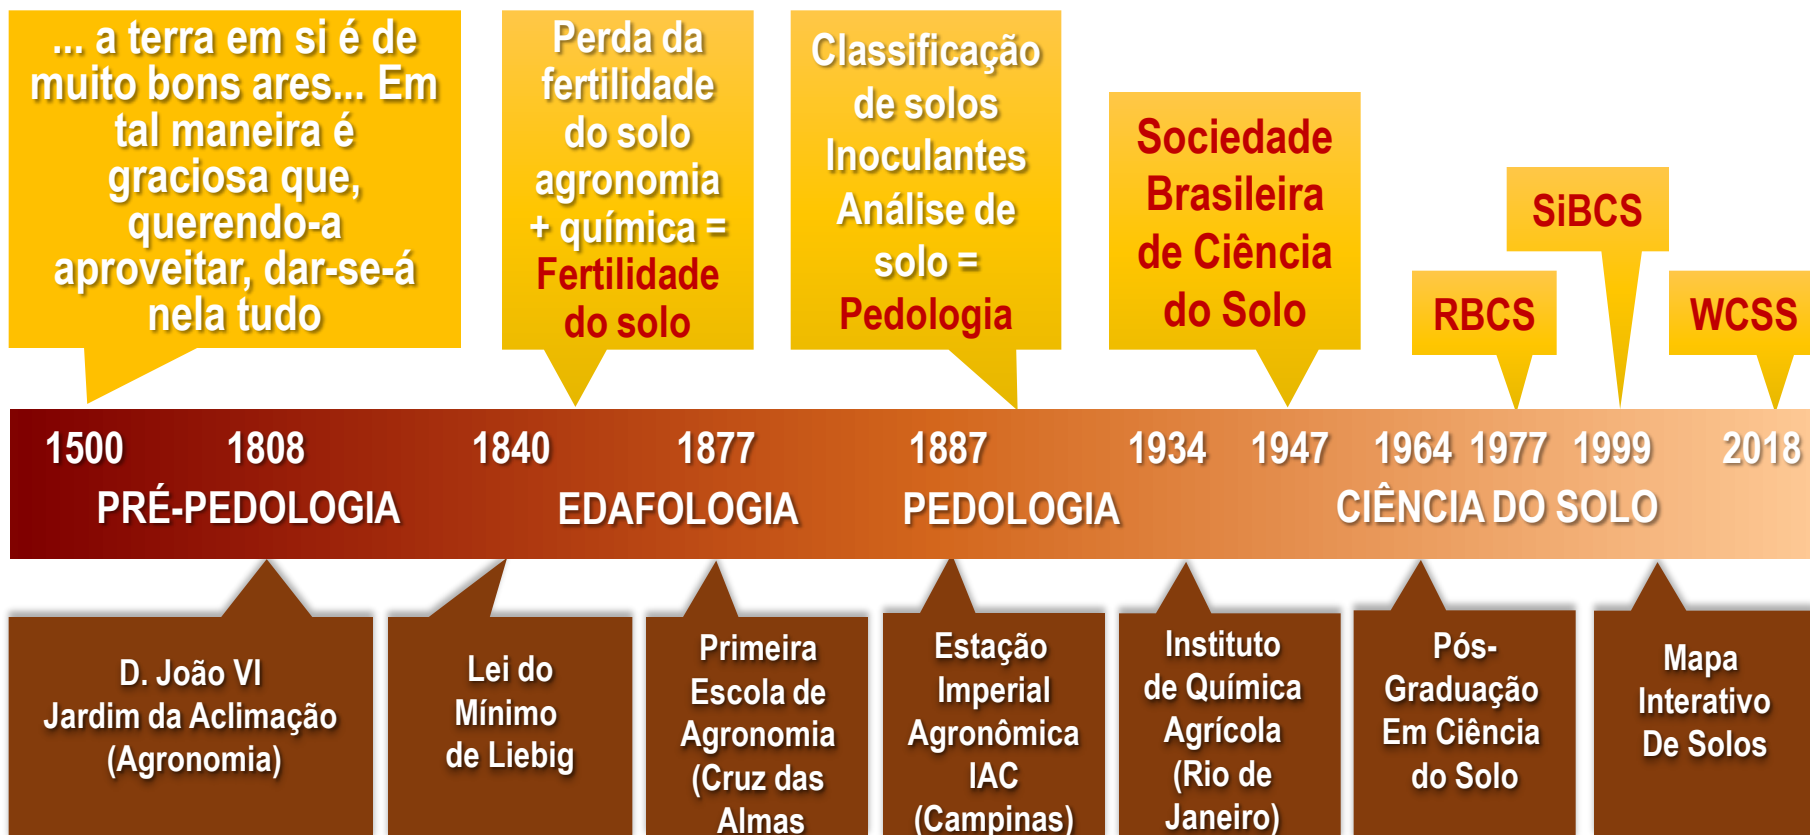 ... a terra em si é de
muito bons ares... Em
tal maneira é
graciosa que,
querendo-a
aproveitar, dar-se-á
nela tudo
Perda da
fertilidade
do solo
agronomia
+ química =
Fertilidade
do solo
Classificação
de solos
Inoculantes
Análise de
solo =
Pedologia
Sociedade
Brasileira
de Ciência
do Solo
RBCS
SiBCS
WCSS
1500 1808 1840 1877 1887 1934 1947 1964 1977 1999 2018
PRÉ-PEDOLOGIA EDAFOLOGIA PEDOLOGIA CIÊNCIA DO SOLO
D. João VI
Jardim da Aclimação
(Agronomia)
Lei do
Mínimo
de Liebig
Primeira
Escola de
Agronomia
(Cruz das
Almas
Estação
Imperial
Agronômica
IAC
(Campinas)
Instituto
de Química
Agrícola
(Rio de
Janeiro)
Pós-
Graduação
Em Ciência
do Solo
Mapa
Interativo
De Solos